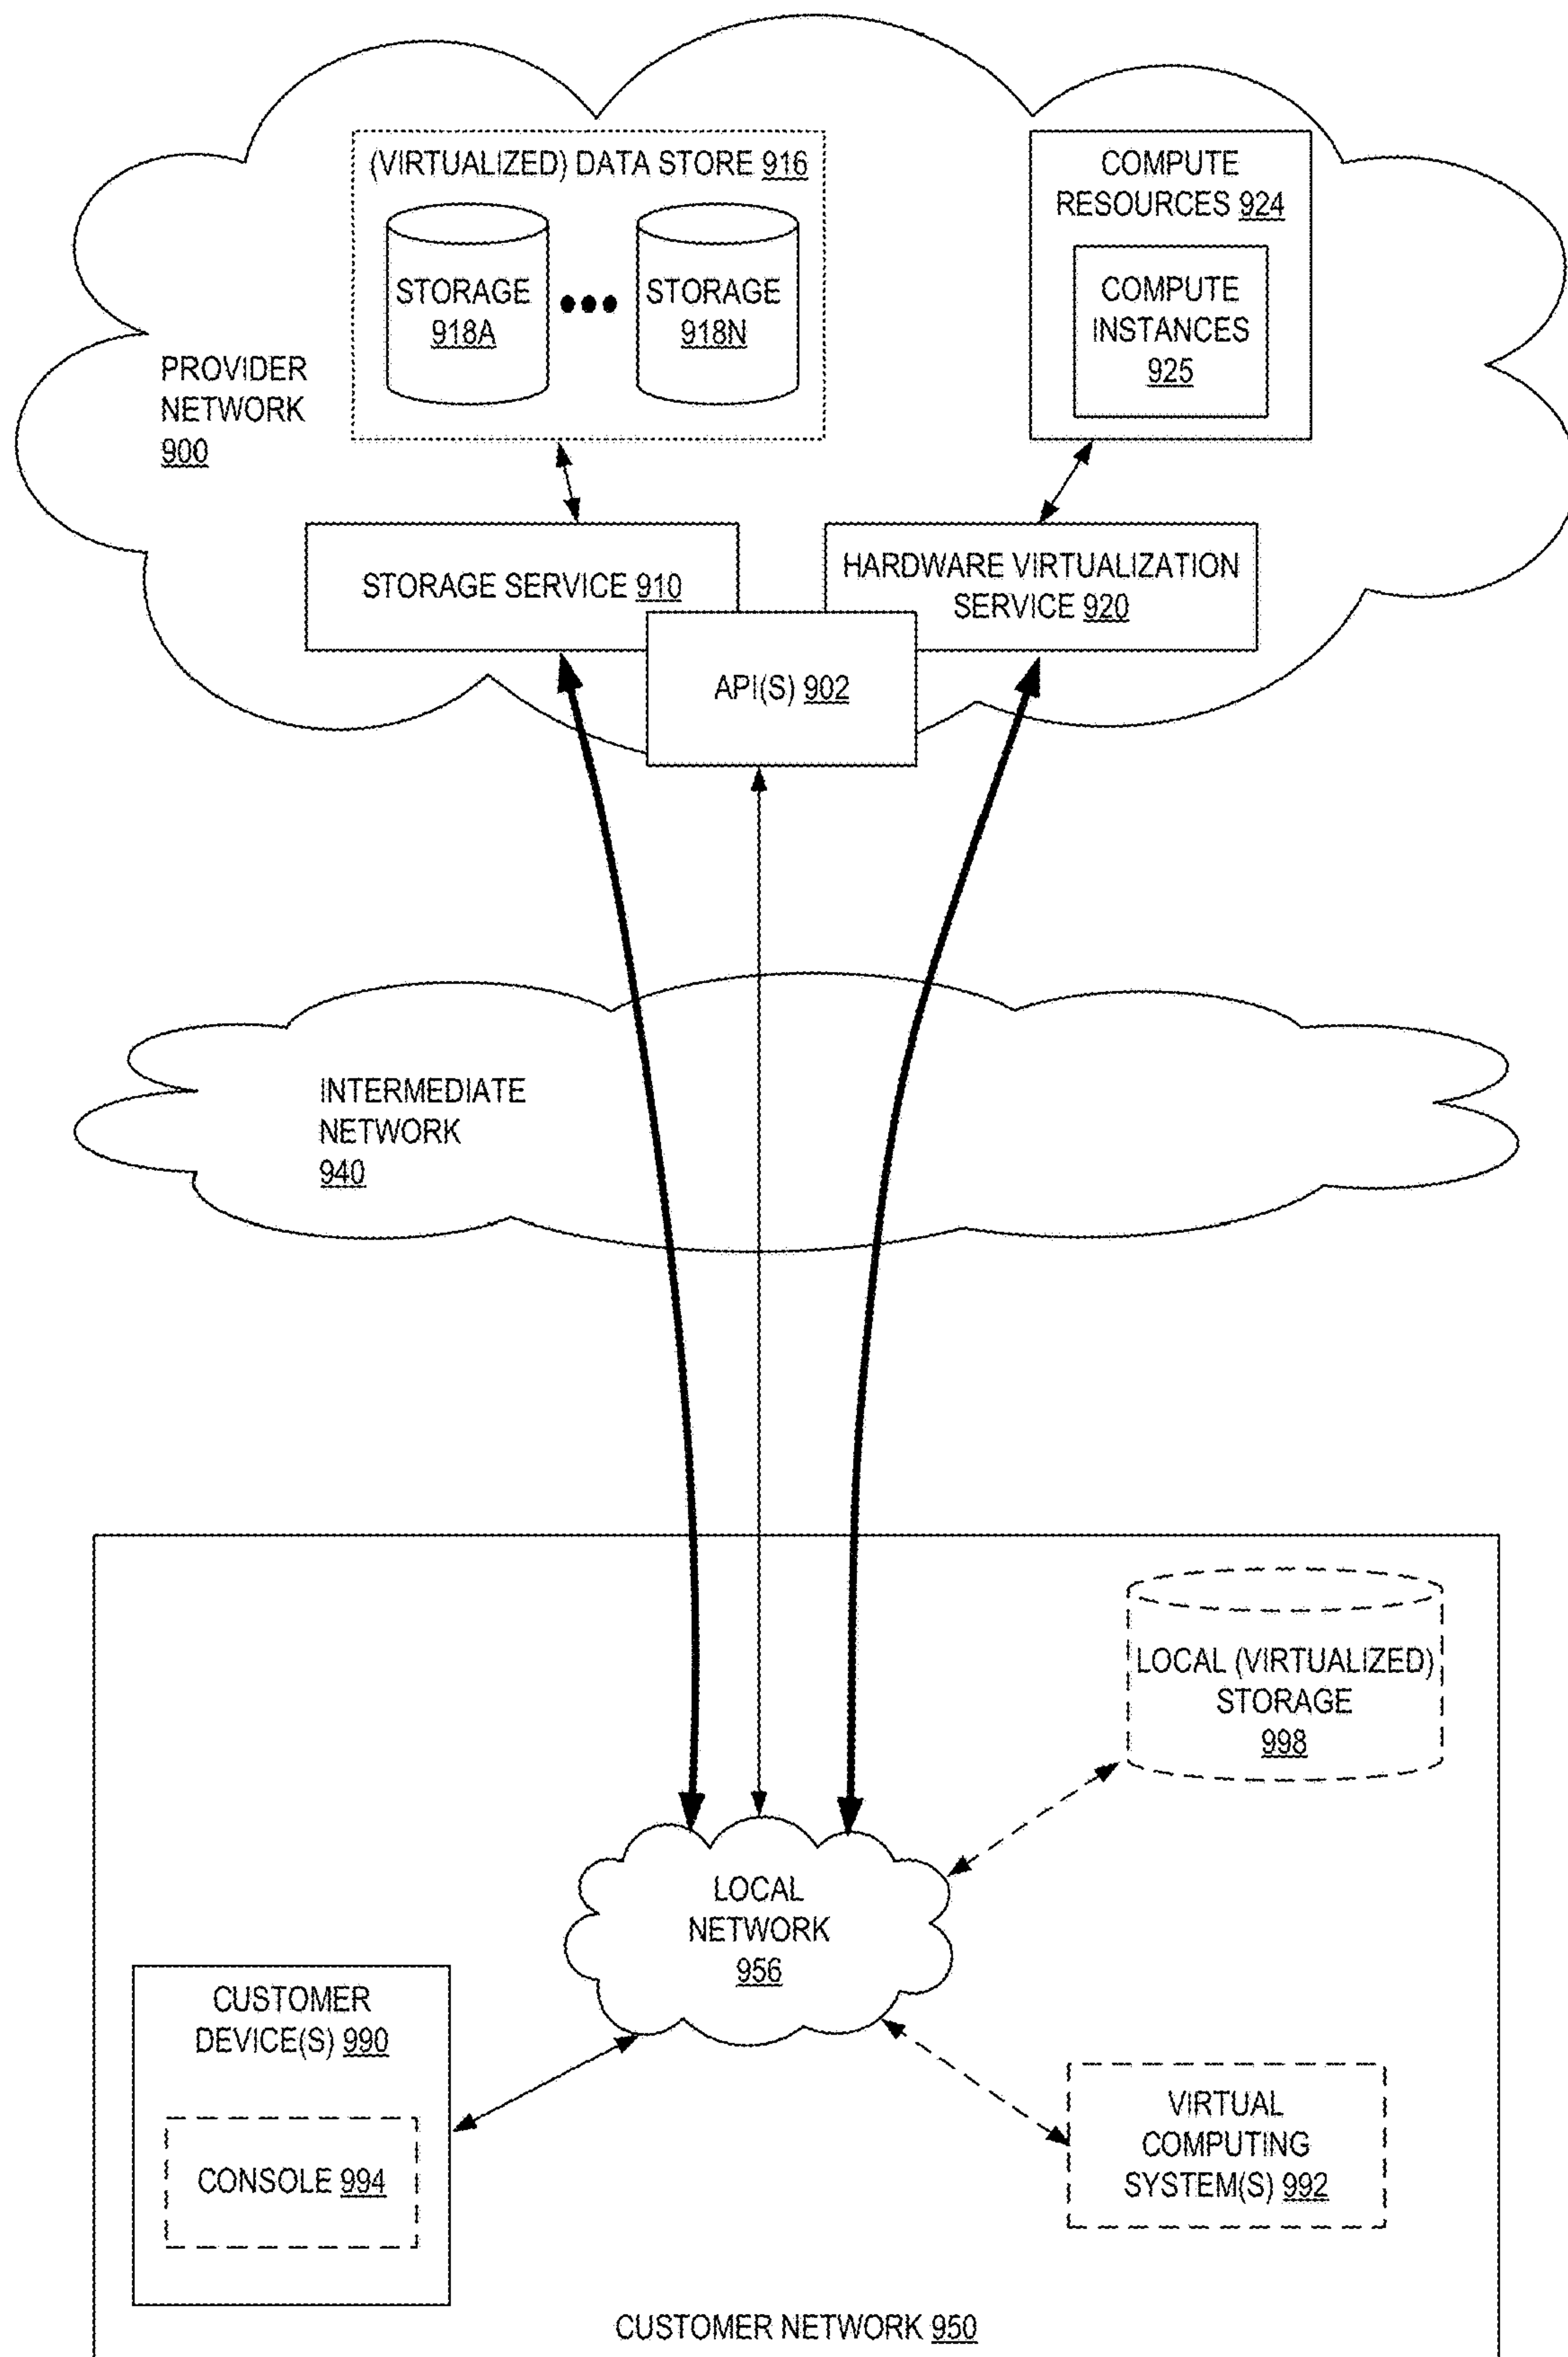 (VIRTUALIZED) DATA STORE 916
STORAGE
918A
STORAGE
918N
COMPUTE
RESOURCES 924
COMPUTE
INSTANCES
925
PROVIDER
NETWORK
900
STORAGE SERVICE 910
HARDWARE VIRTUALIZATION
SERVICE 920
API(S) 902
INTERMEDIATE
NETWORK
940
LOCAL (VIRTUALIZED)
STORAGE
998
LOCAL
NETWORK
956
CUSTOMER
DEVICE(S) 990
CONSOLE 994
VIRTUAL
COMPUTING
SYSTEM(S) 992
CUSTOMER NETWORK 950